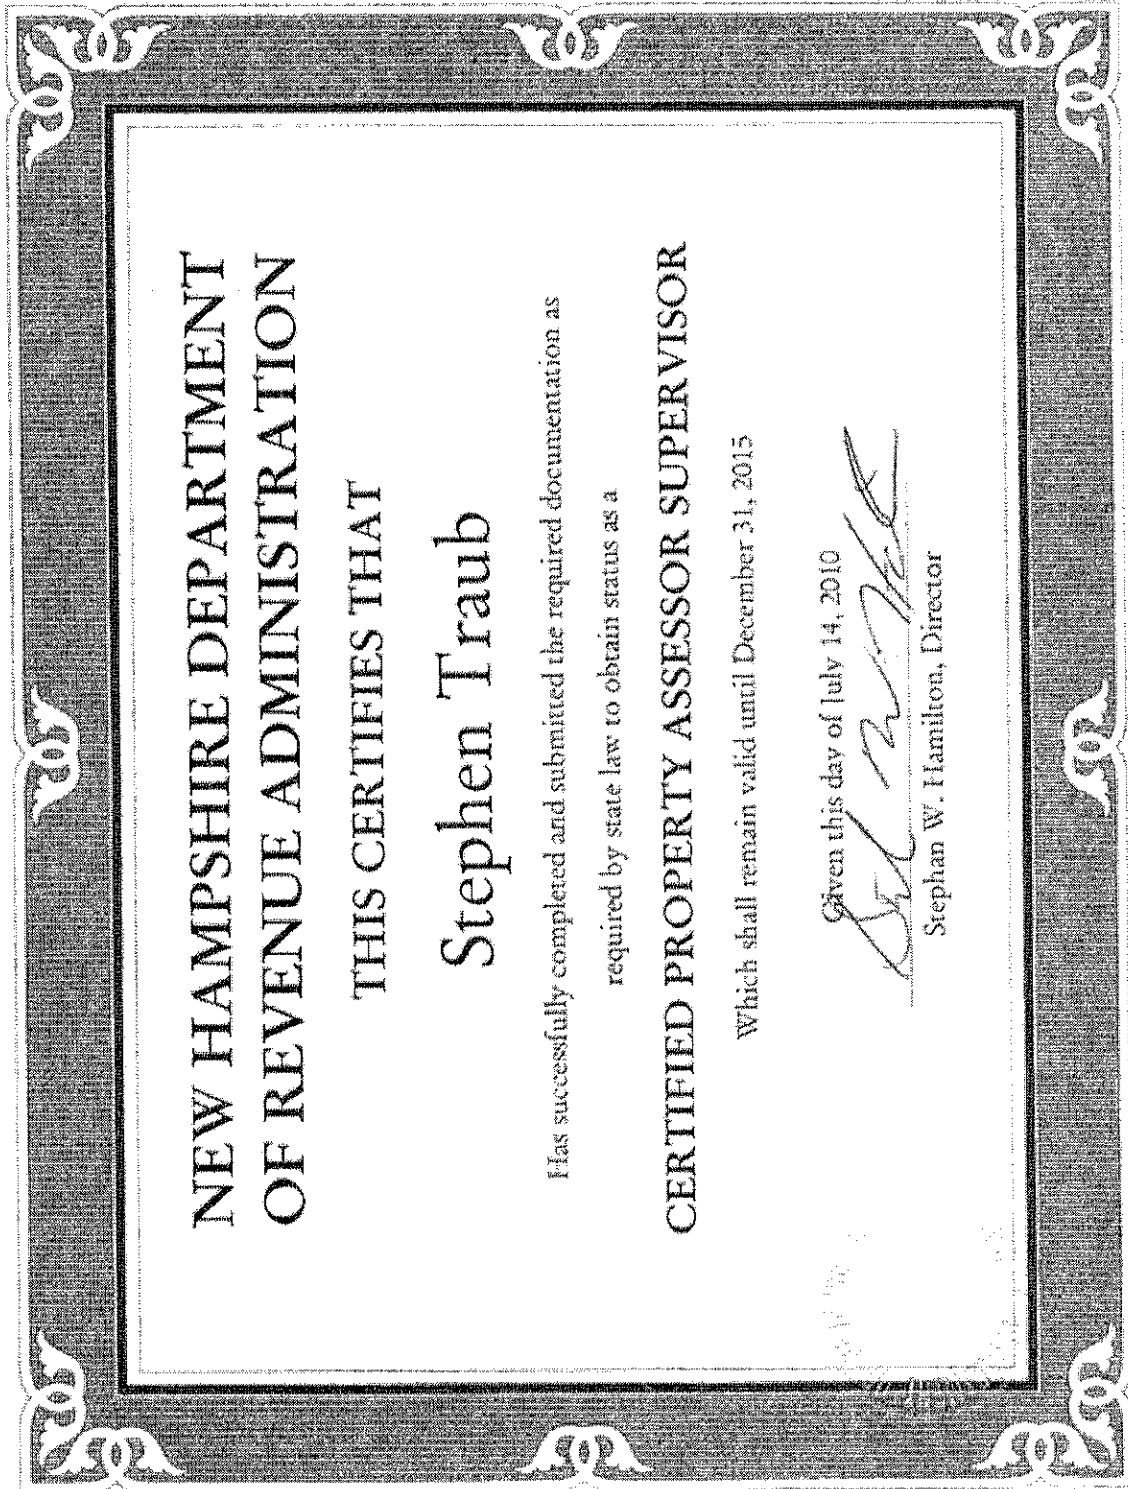 NEW HAMPSHIRE DEPARTMENT
OF REVENUE ADMINISTRATION
THIS CERTIFIES THAT
Stephen Traub
Has successfully completed and submitted the required documentation as
required by state law to obtain status as a
CERTIFIED PROPERTY ASSESSOR SUPERVISOR
Which shall remain valid until December 31, 2015
Given this day of July 14, 2010
Stephan W. Hamilton, Director